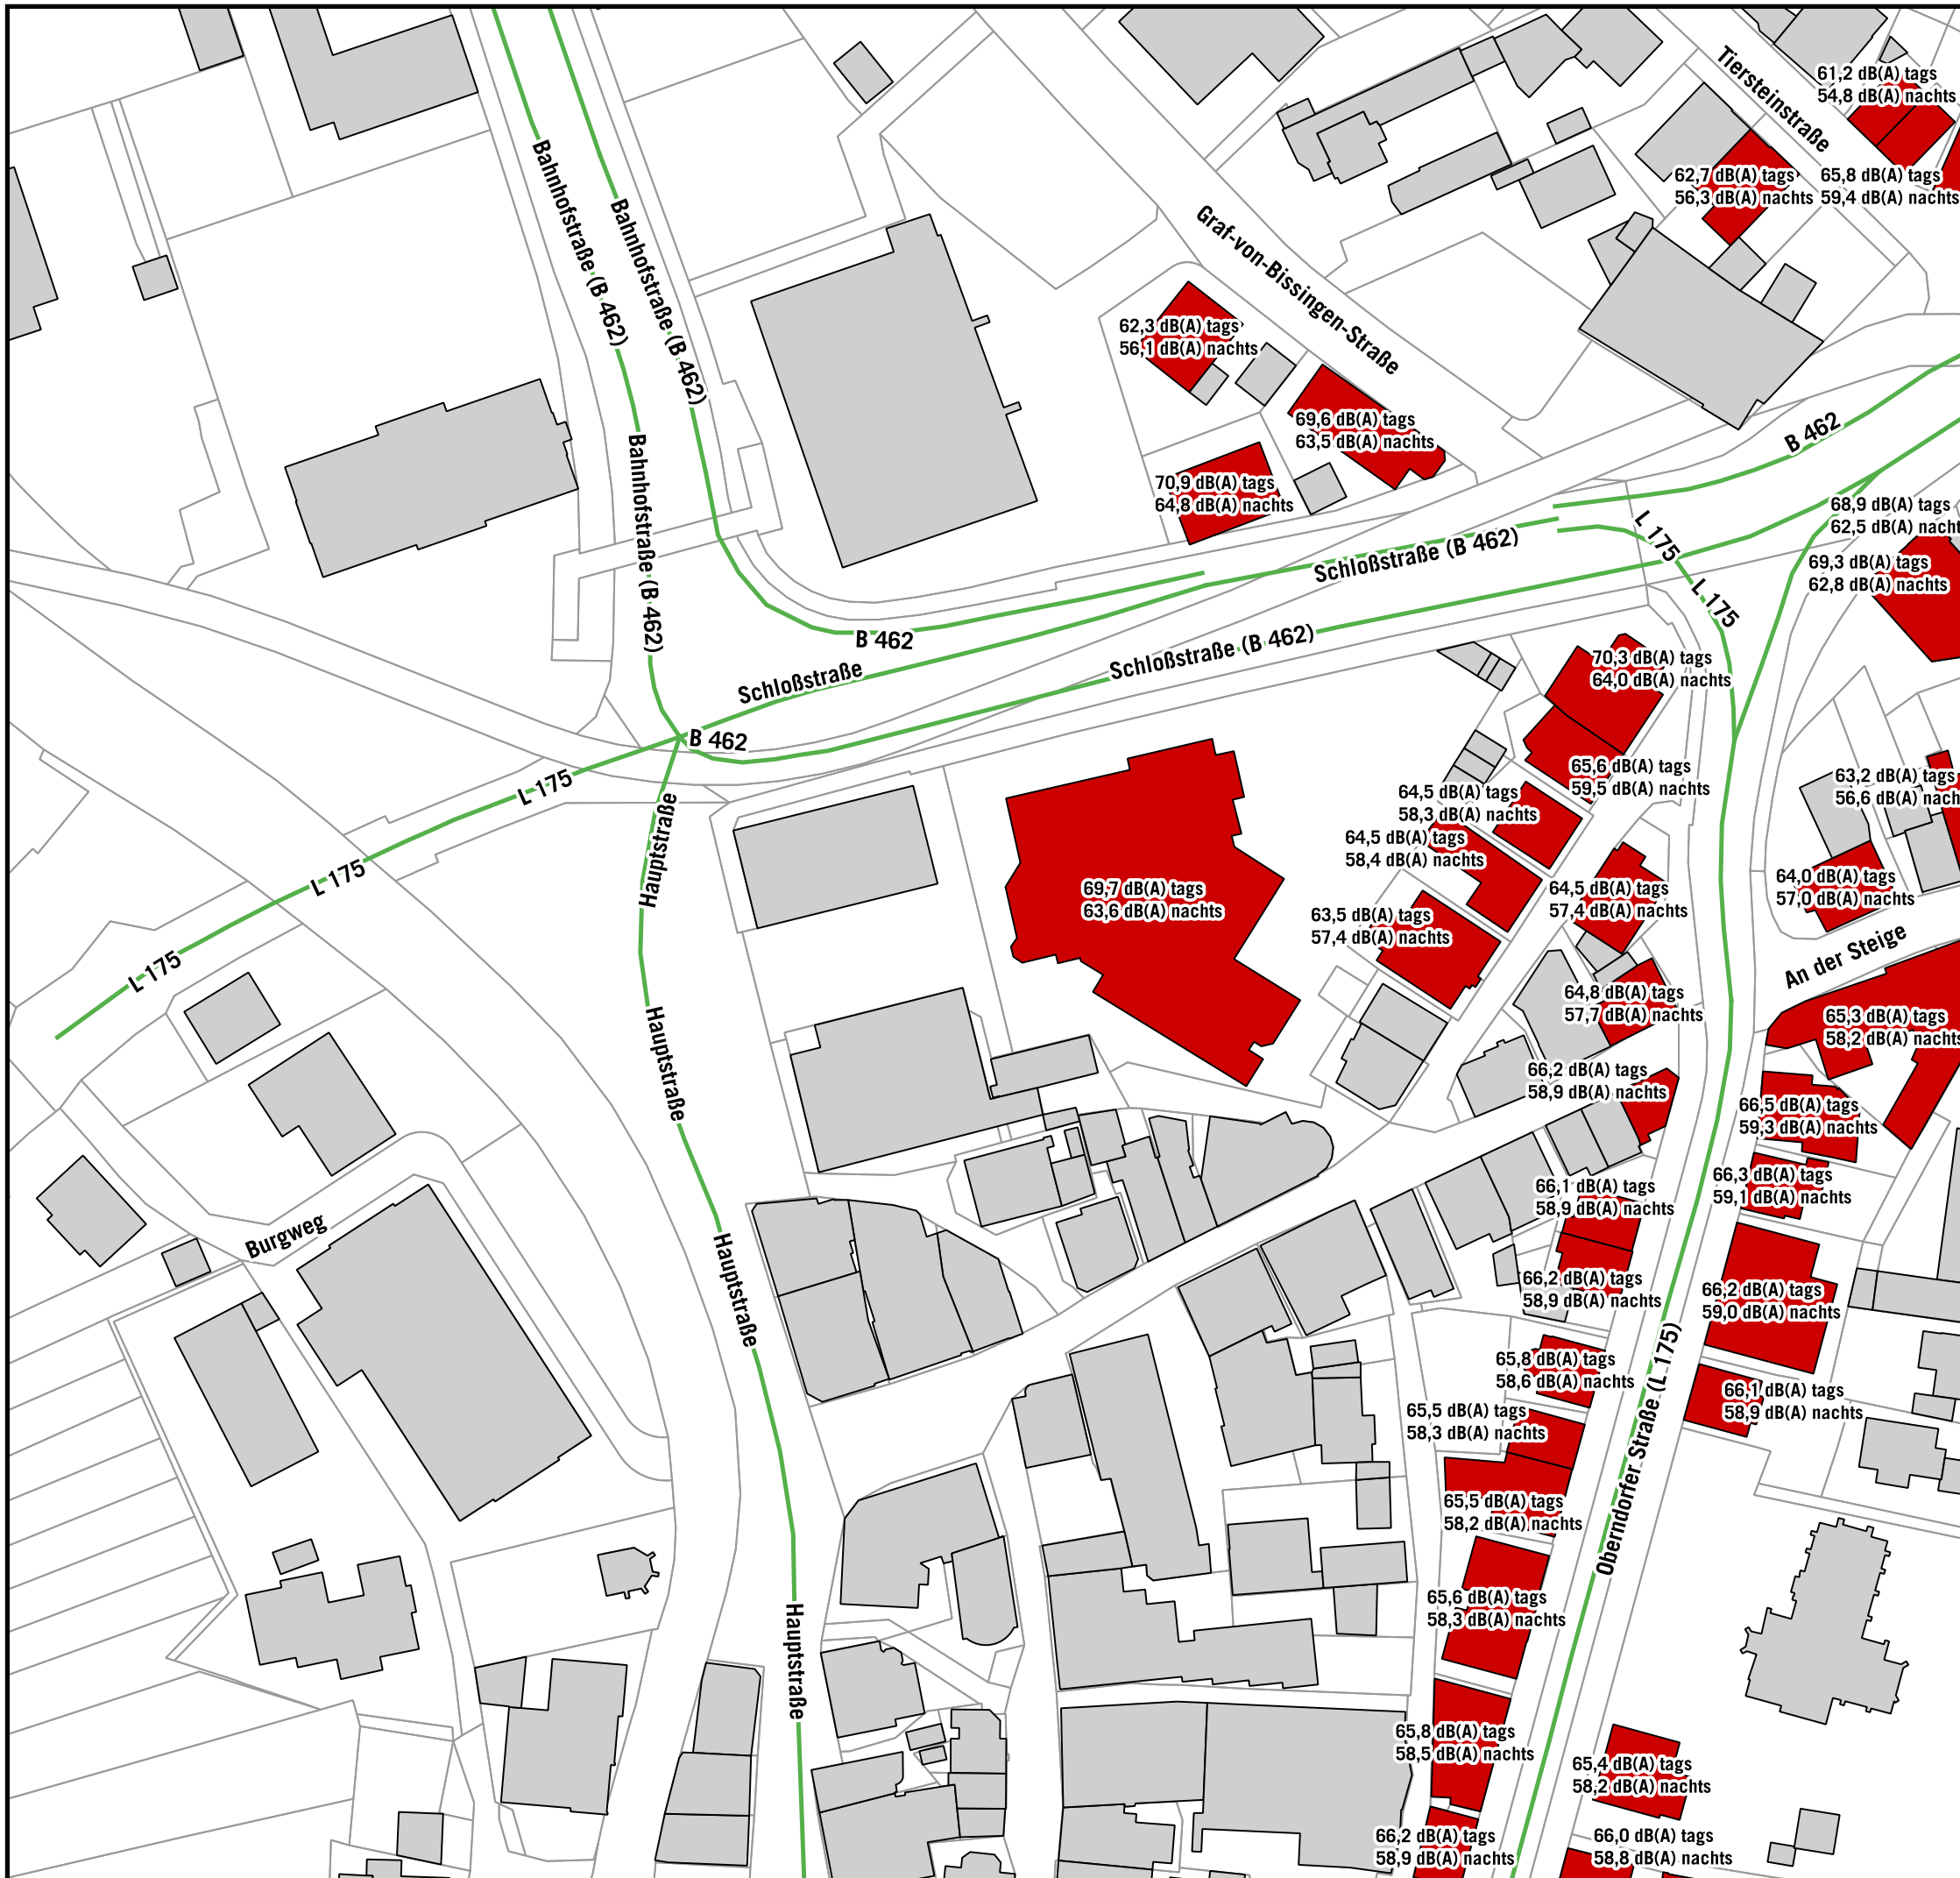 Tiersteinstraße
61,2 dB(A) tags
54,8 dB(A) nachts
62,7 dB(A) tags
56,3 dB(A) nachts
65,8 dB(A) tags
59,4 dB(A) nachts
Bahnhofstraße (B 462)
Bahnhofstraße (B 462)
Graf-von-Bissingen-Straße
62,3 dB(A) tags
56,1 dB(A) nachts
69,6 dB(A) tags
63,5 dB(A) nachts
B 462
70,9 dB(A) tags
64,8 dB(A) nachts
68,9 dB(A) tags
62,5 dB(A) nacht
Bahnhofstraße (B 462)
Schloßstraße (B 462)
L 175
69,3 dB(A) tags
62,8 dB(A) nachts
L 175
B 462
Schloßstraße (B 462)
Schloßstraße
70,3 dB(A) tags
64,0 dB(A) nachts
B 462
L 175
65,6 dB(A) tags
59,5 dB(A) nachts
63,2 dB(A) tags
56,6 dB(A) nach
64,5 dB(A) tags
58,3 dB(A) nachts
64,5 dB(A) tags
58,4 dB(A) nachts
Hauptstraße
L 175
69,7 dB(A) tags
63,6 dB(A) nachts
64,5 dB(A) tags
57,4 dB(A) nachts
64,0 dB(A) tags
57,0 dB(A) nachts
63,5 dB(A) tags
57,4 dB(A) nachts
L 175
An der Steige
64,8 dB(A) tags
57,7 dB(A) nachts
65,3 dB(A) tags
58,2 dB(A) nachts
Hauptstraße
66,2 dB(A) tags
58,9 dB(A) nachts
66,5 dB(A) tags
59,3 dB(A) nachts
66,3 dB(A) tags
59,1 dB(A) nachts
66,1 dB(A) tags
58,9 dB(A) nachts
Burgweg
Hauptstraße
66,2 dB(A) tags
58,9 dB(A) nachts
66,2 dB(A) tags
59,0 dB(A) nachts
65,8 dB(A) tags
58,6 dB(A) nachts
66,1 dB(A) tags
58,9 dB(A) nachts
65,5 dB(A) tags
58,3 dB(A) nachts
Oberndorfer Straße (L 175)
65,5 dB(A) tags
58,2 dB(A) nachts
65,6 dB(A) tags
58,3 dB(A) nachts
Hauptstraße
65,8 dB(A) tags
58,5 dB(A) nachts
65,4 dB(A) tags
58,2 dB(A) nachts
66,2 dB(A) tags
58,9 dB(A) nachts
66,0 dB(A) tags
58,8 dB(A) nachts